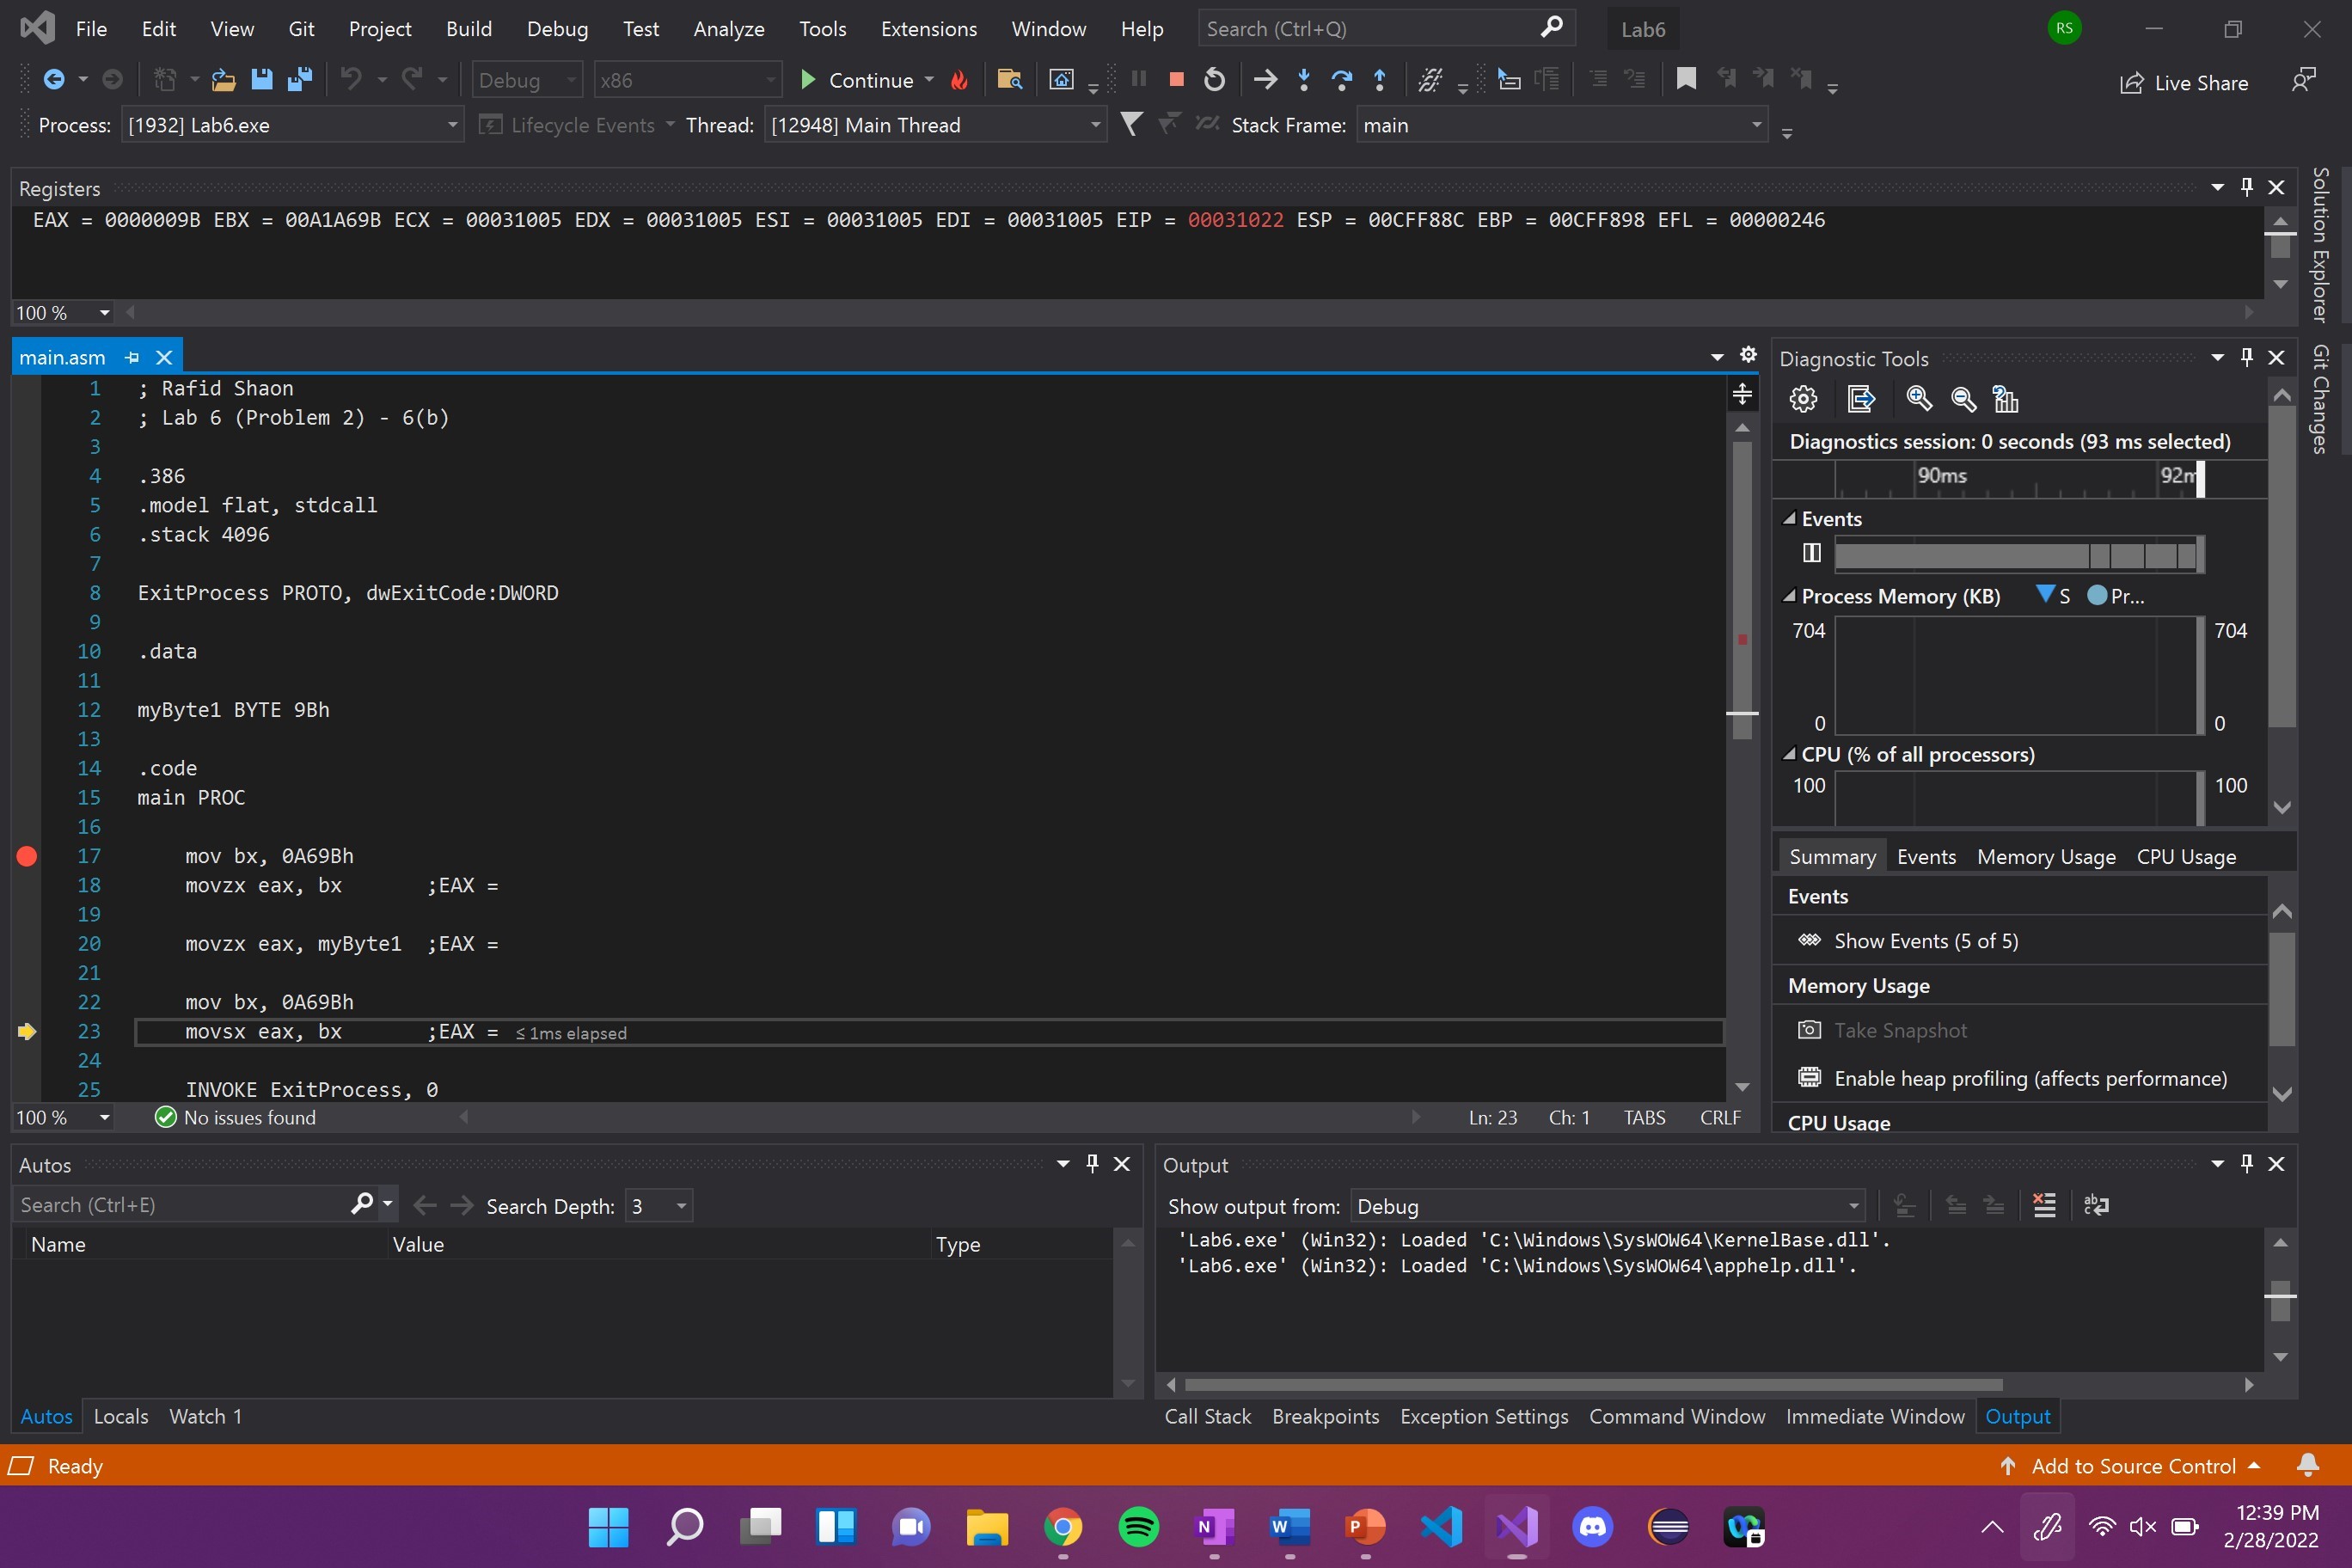 File Edit View Git Project Build Debug Test Analyze Tools Extensions Window Help Search (Ctrl+Q) Lab6 RS
Debug x86 Continue Live Share
Process: [1932] Lab6.exe Lifecycle Events Thread: [12948] Main Thread Stack Frame: main
Registers
EAX = 0000009B EBX = 00A1A69B ECX = 00031005 EDX = 00031005 ESI = 00031005 EDI = 00031005 EIP = 00031022 ESP = 00CFF88C EBP = 00CFF898 EFL = 00000246
100 %
Solution Explorer
Git Changes
main.asm
1 ; Rafid Shaon
2 ; Lab 6 (Problem 2) - 6(b)
3
4 .386
5 .model flat, stdcall
6 .stack 4096
7
8 ExitProcess PROTO, dwExitCode:DWORD
9
10 .data
11
12 myByte1 BYTE 9Bh
13
14 .code
15 main PROC
16
17 mov bx, 0A69Bh
18 movzx eax, bx ;EAX =
19
20 movzx eax, myByte1 ;EAX =
21
22 mov bx, 0A69Bh
23 movsx eax, bx ;EAX = ≤ 1ms elapsed
24
25 INVOKE ExitProcess, 0
100 % No issues found Ln: 23 Ch: 1 TABS CRLF
Diagnostic Tools
Diagnostics session: 0 seconds (93 ms selected)
90ms 92m
Events
Process Memory (KB) S Pr...
704 704
0 0
CPU (% of all processors)
100 100
Summary Events Memory Usage CPU Usage
Events
Show Events (5 of 5)
Memory Usage
Take Snapshot
Enable heap profiling (affects performance)
CPU Usage
Autos
Search (Ctrl+E) Search Depth: 3
Name Value Type
Autos Locals Watch 1
Output
Show output from: Debug
'Lab6.exe' (Win32): Loaded 'C:\Windows\SysWOW64\KernelBase.dll'.
'Lab6.exe' (Win32): Loaded 'C:\Windows\SysWOW64\apphelp.dll'.
Call Stack Breakpoints Exception Settings Command Window Immediate Window Output
Ready Add to Source Control
12:39 PM
2/28/2022